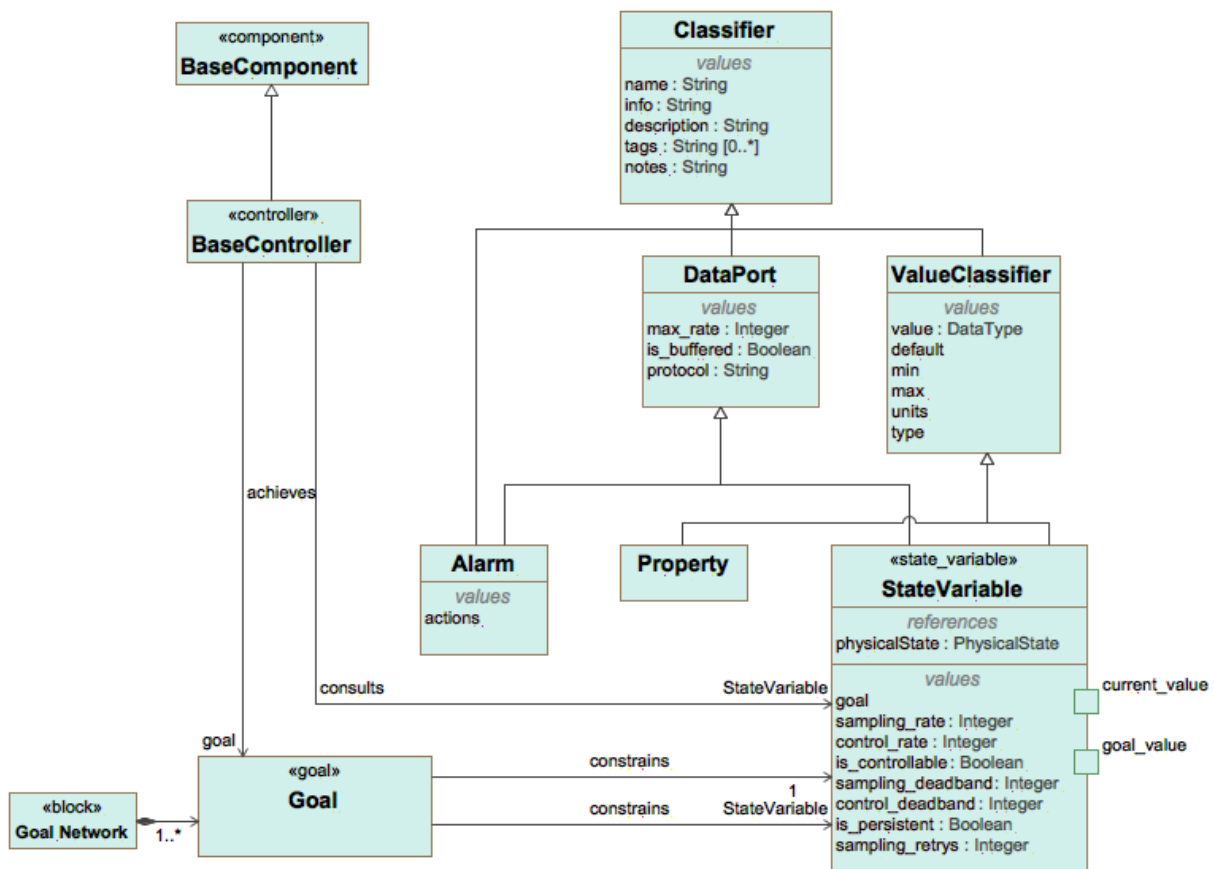 «component»
BaseComponent
Classifier
values
name : String
info : String
description : String
tags : String [0..*]
notes : String
«controller»
BaseController
DataPort
values
max_rate : Integer
is_buffered : Boolean
protocol : String
ValueClassifier
values
value : DataType
default
min
max
units
type
achieves
Alarm
values
actions
Property
«state_variable»
StateVariable
references
physicalState : PhysicalState
values
goal
sampling_rate : Integer
control_rate : Integer
is_controllable : Boolean
sampling_deadband: Integer
control_deadband: Integer
is_persistent : Boolean
sampling_retrys : Integer
current_value
goal_value
consults
StateVariable
goal
«goal»
Goal
constrains
1
constrains
StateVariable
«block»
Goal Network
1..*